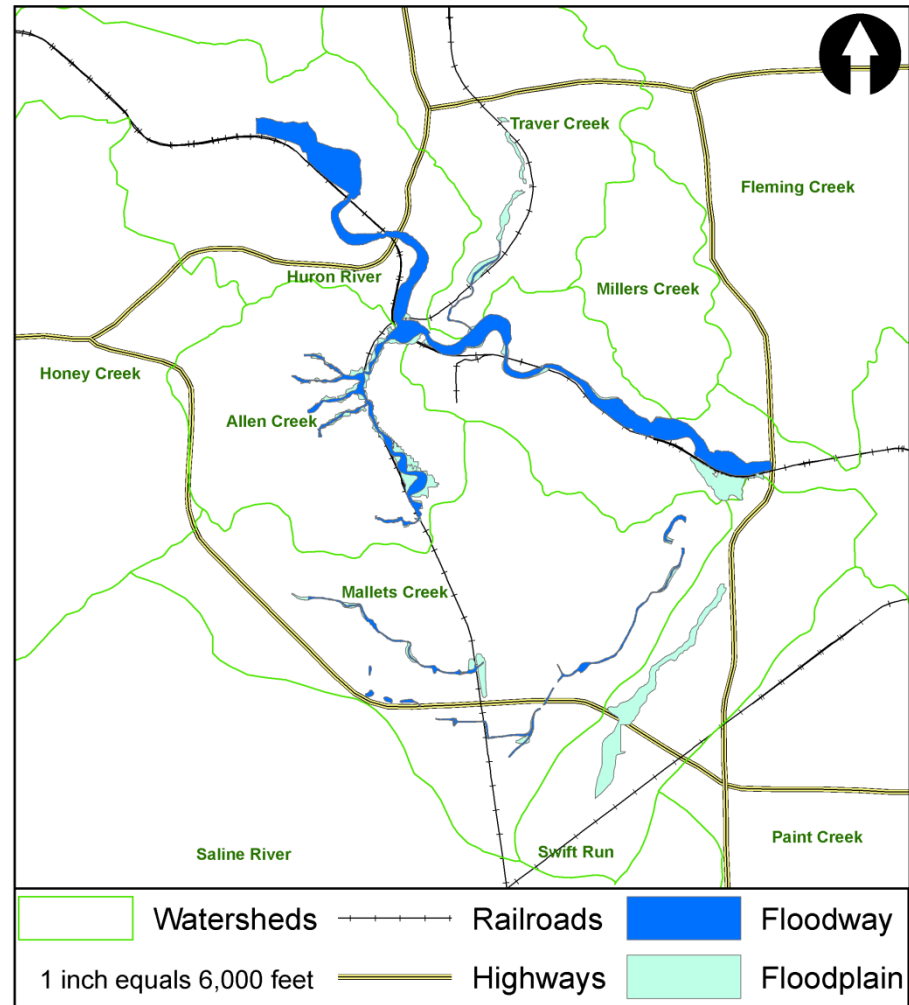 Traver Creek
Fleming Creek
Huron River
Millers Creek
Honey Creek
Allen Creek
Mallets Creek
Saline River
Swift Run
Paint Creek
Watersheds
Railroads
Floodway
1 inch equals 6,000 feet
Highways
Floodplain